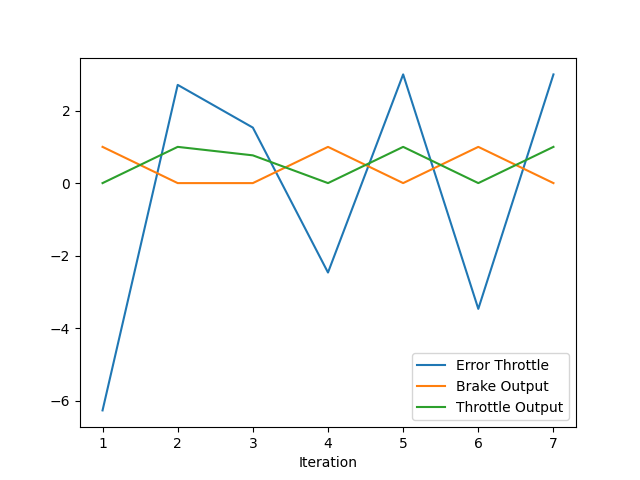 2
0
−2
−4
−6
1 2 3 4 5 6 7
Iteration
Error Throttle
Brake Output
Throttle Output